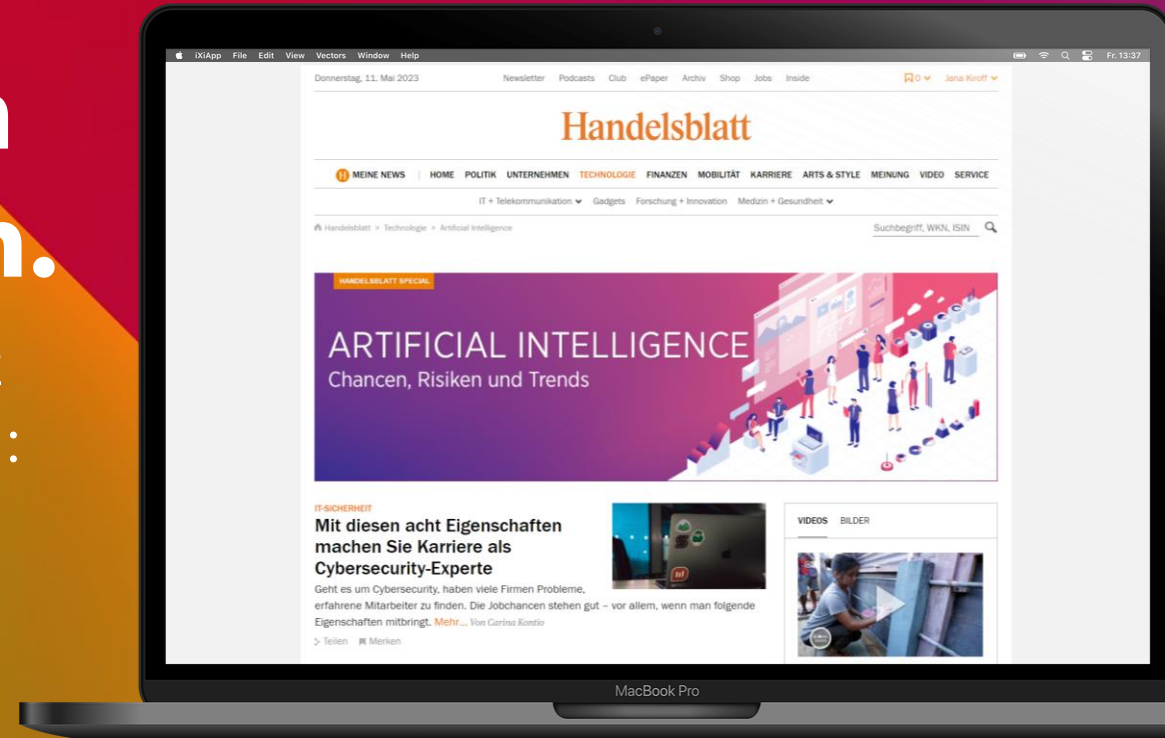 n
n.
:
iXiApp File Edit View Vectors Window Help Fr. 13:37
Donnerstag, 11. Mai 2023 Newsletter Podcasts Club ePaper Archiv Shop Jobs Inside 0 Jana Kiroff
Handelsblatt
H MEINE NEWS HOME POLITIK UNTERNEHMEN TECHNOLOGIE FINANZEN MOBILITÄT KARRIERE ARTS & STYLE MEINUNG VIDEO SERVICE
IT + Telekommunikation Gadgets Forschung + Innovation Medizin + Gesundheit
Handelsblatt > Technologie > Artificial Intelligence Suchbegriff, WKN, ISIN
HANDELSBLATT SPECIAL
ARTIFICIAL INTELLIGENCE
Chancen, Risiken und Trends
IT-SICHERHEIT
Mit diesen acht Eigenschaften
machen Sie Karriere als
Cybersecurity-Experte
Geht es um Cybersecurity, haben viele Firmen Probleme,
erfahrene Mitarbeiter zu finden. Die Jobchancen stehen gut – vor allem, wenn man folgende
Eigenschaften mitbringt. Mehr... Von Carina Kontio
Teilen Merken
VIDEOS BILDER
MacBook Pro